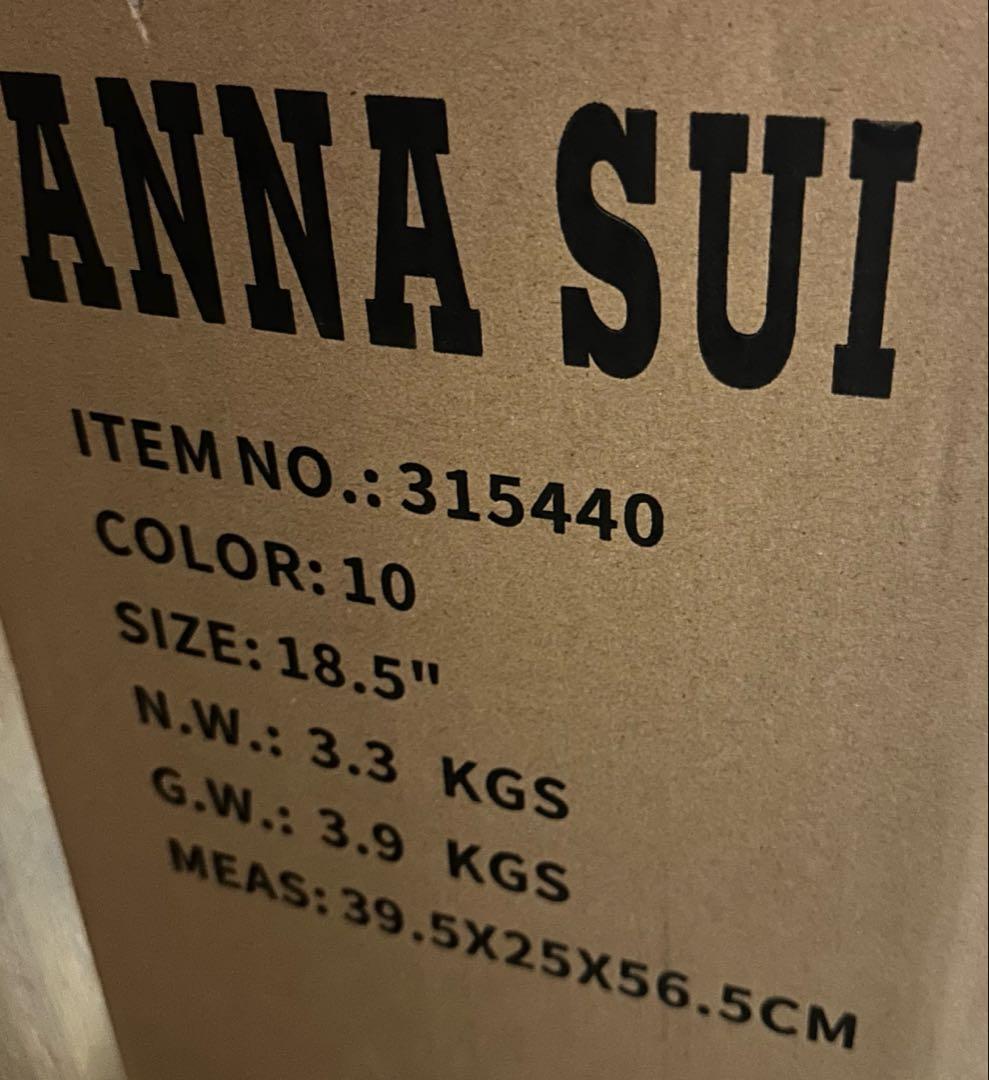 ANNA SUI
ITEM NO.: 315440
COLOR: 10
SIZE: 18.5"
N.W.: 3.3 KGS
G.W.: 3.9 KGS
MEAS: 39.5X25X56.5CM